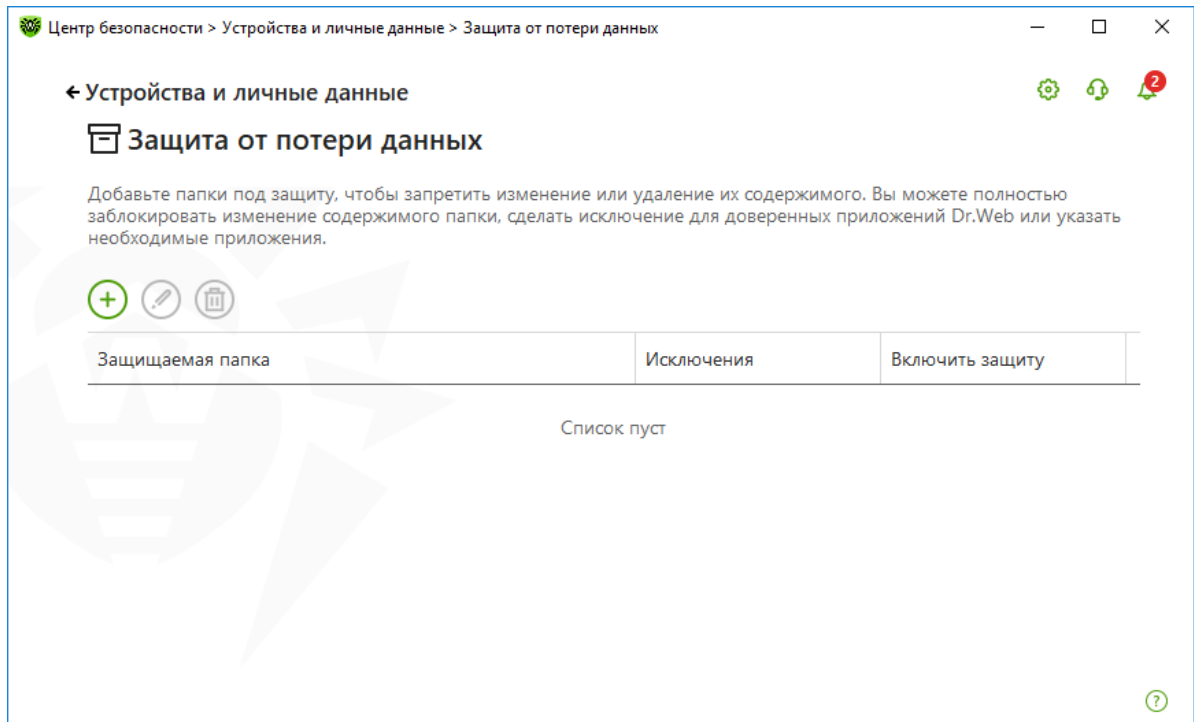 Центр безопасности > Устройства и личные данные > Защита от потери данных
Устройства и личные данные
2
Защита от потери данных
Добавьте папки под защиту, чтобы запретить изменение или удаление их содержимого. Вы можете полностью
заблокировать изменение содержимого папки, сделать исключение для доверенных приложений Dr.Web или указать
необходимые приложения.
Защищаемая папка Исключения Включить защиту
Список пуст
?